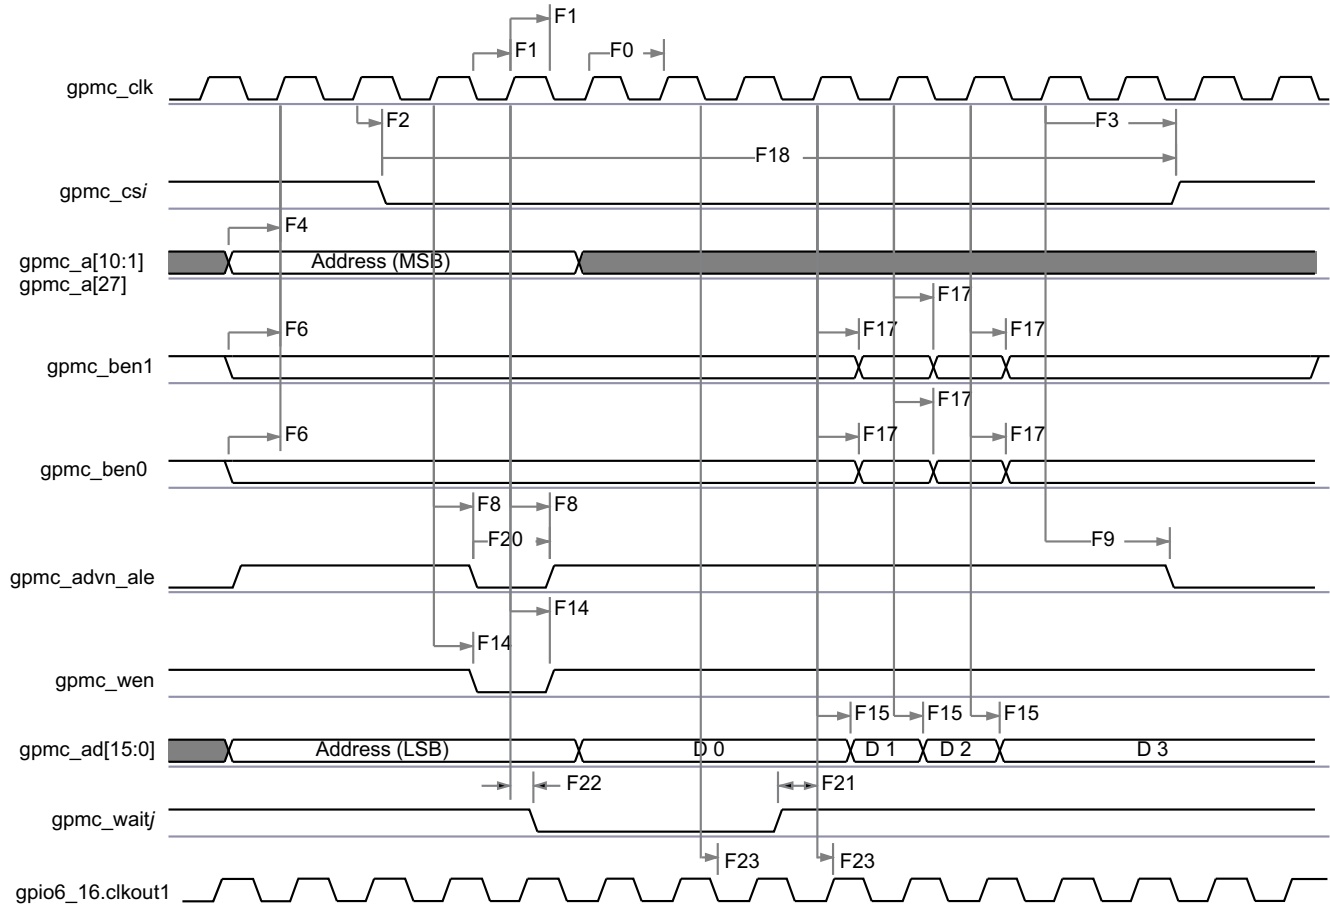 F1
F1
F0
gpmc_clk
F2
F3
F18
gpmc_csi
F4
gpmc_a[10:1]
Address (MSB)
gpmc_a[27]
F17
F6
F17
F17
gpmc_ben1
F17
F6
F17
F17
gpmc_ben0
F8
F8
F20
F9
gpmc_advn_ale
F14
F14
gpmc_wen
F15
F15
F15
gpmc_ad[15:0]
Address (LSB)
D 0
D 1
D 2
D 3
F22
F21
gpmc_waitj
F23
F23
gpio6_16.clkout1